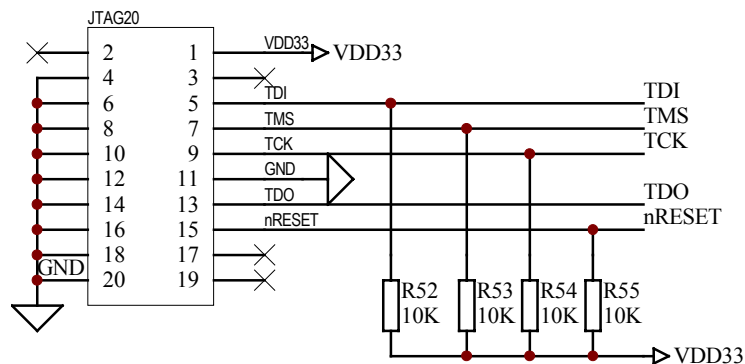 JTAG20
2 1 VDD33 VDD33
4 3
6 5 TDI TDI
8 7 TMS TMS
10 9 TCK TCK
12 11 GND
14 13 TDO TDO
16 15 nRESET nRESET
18 17
GND 20 19
R52 R53 R54 R55
10K 10K 10K 10K
VDD33